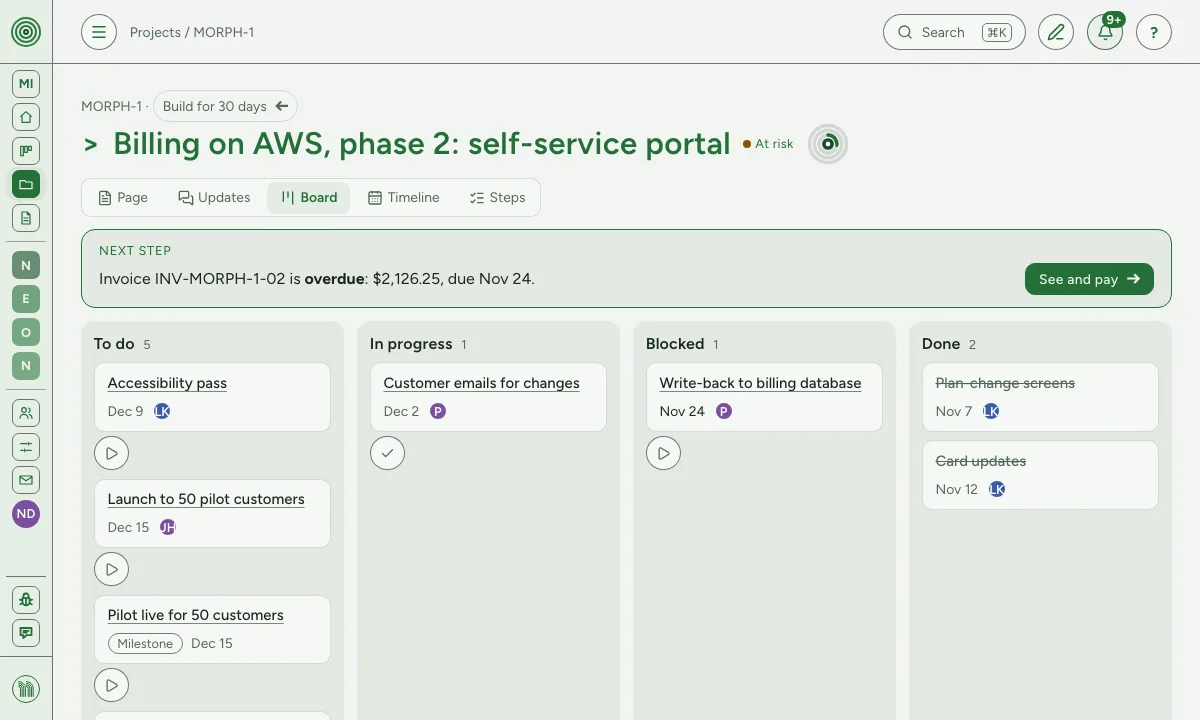 Projects / MORPH-1
Search ⌘K
9+
?
MI
N
E
O
N
ND
MORPH-1 · Build for 30 days
> Billing on AWS, phase 2: self-service portal
At risk
Page
Updates
Board
Timeline
Steps
NEXT STEP
Invoice INV-MORPH-1-02 is overdue: $2,126.25, due Nov 24.
See and pay
To do 5
Accessibility pass
Dec 9 LK
Launch to 50 pilot customers
Dec 15 JH
Pilot live for 50 customers
Milestone Dec 15
In progress 1
Customer emails for changes
Dec 2 P
Blocked 1
Write-back to billing database
Nov 24 P
Done 2
Plan-change screens
Nov 7 LK
Card updates
Nov 12 LK